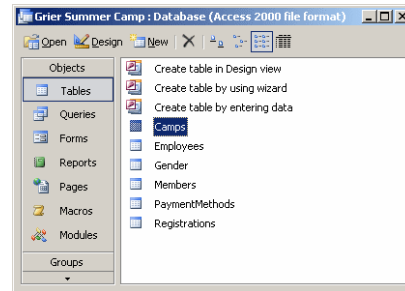 Grier Summer Camp : Database (Access 2000 file format)
Open Design New
Objects
Tables
Queries
Forms
Reports
Pages
Macros
Modules
Groups
Create table in Design view
Create table by using wizard
Create table by entering data
Camps
Employees
Gender
Members
PaymentMethods
Registrations